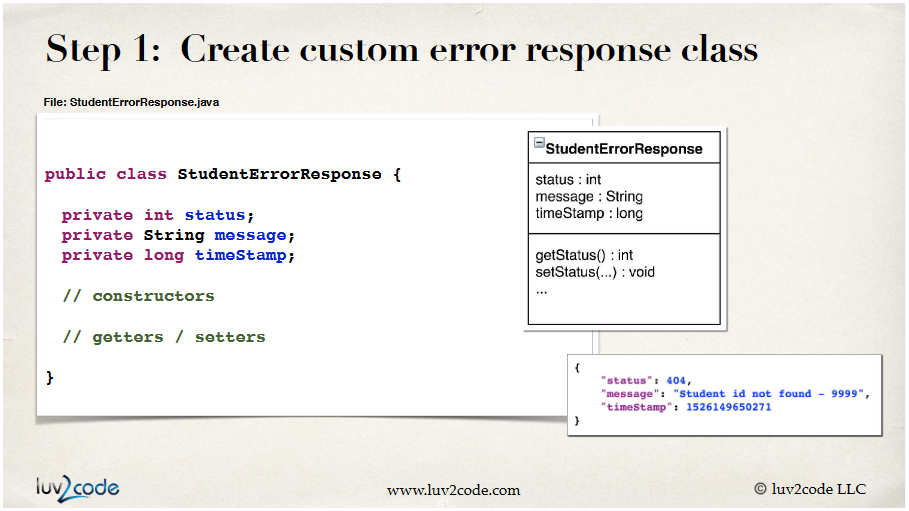 Step 1: Create custom error response class
File: StudentErrorResponse.java
public class StudentErrorResponse {
private int status;
private String message;
private long timeStamp;
// constructors
// getters / setters
}
StudentErrorResponse
status : int
message : String
timeStamp : long
getStatus() : int
setStatus(...) : void
...
{
"status": 404,
"message": "Student id not found - 9999",
"timeStamp": 1526149650271
}
luv2code
www.luv2code.com
© luv2code LLC